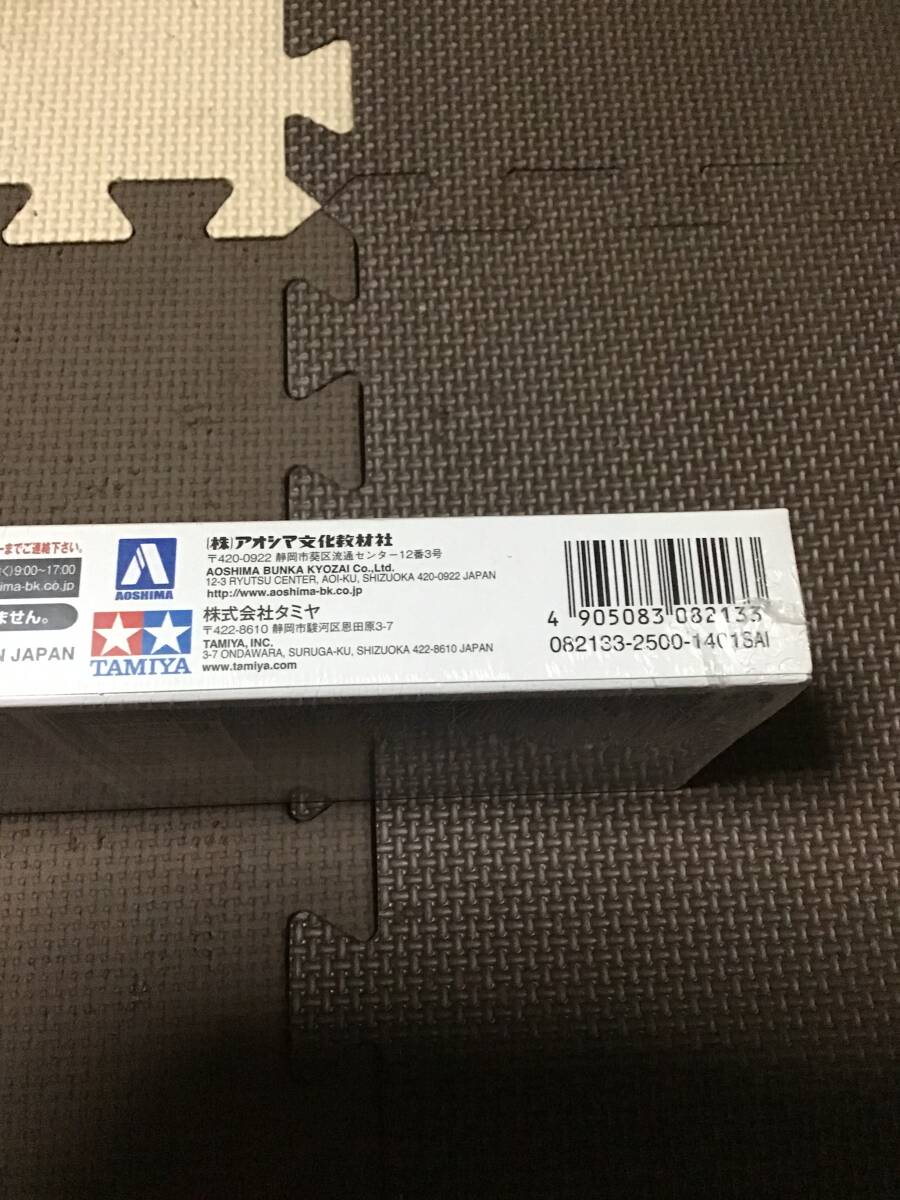 ーまでご連絡下さい。
く)9:00〜17:00
ima-bk.co.jp
ません。
N JAPAN
AOSHIMA
(株)アオシマ文化教材社
〒420-0922 静岡市葵区流通センター12番3号
AOSHIMA BUNKA KYOZAI Co.,Ltd.
12-3 RYUTSU CENTER, AOI-KU, SHIZUOKA 420-0922 JAPAN
http://www.aoshima-bk.co.jp
TAMIYA
株式会社タミヤ
〒422-8610 静岡市駿河区恩田原3-7
TAMIYA, INC.
3-7 ONDAWARA, SURUGA-KU, SHIZUOKA 422-8610 JAPAN
www.tamiya.com
4 905083 082133
082133-2500-1401SAI